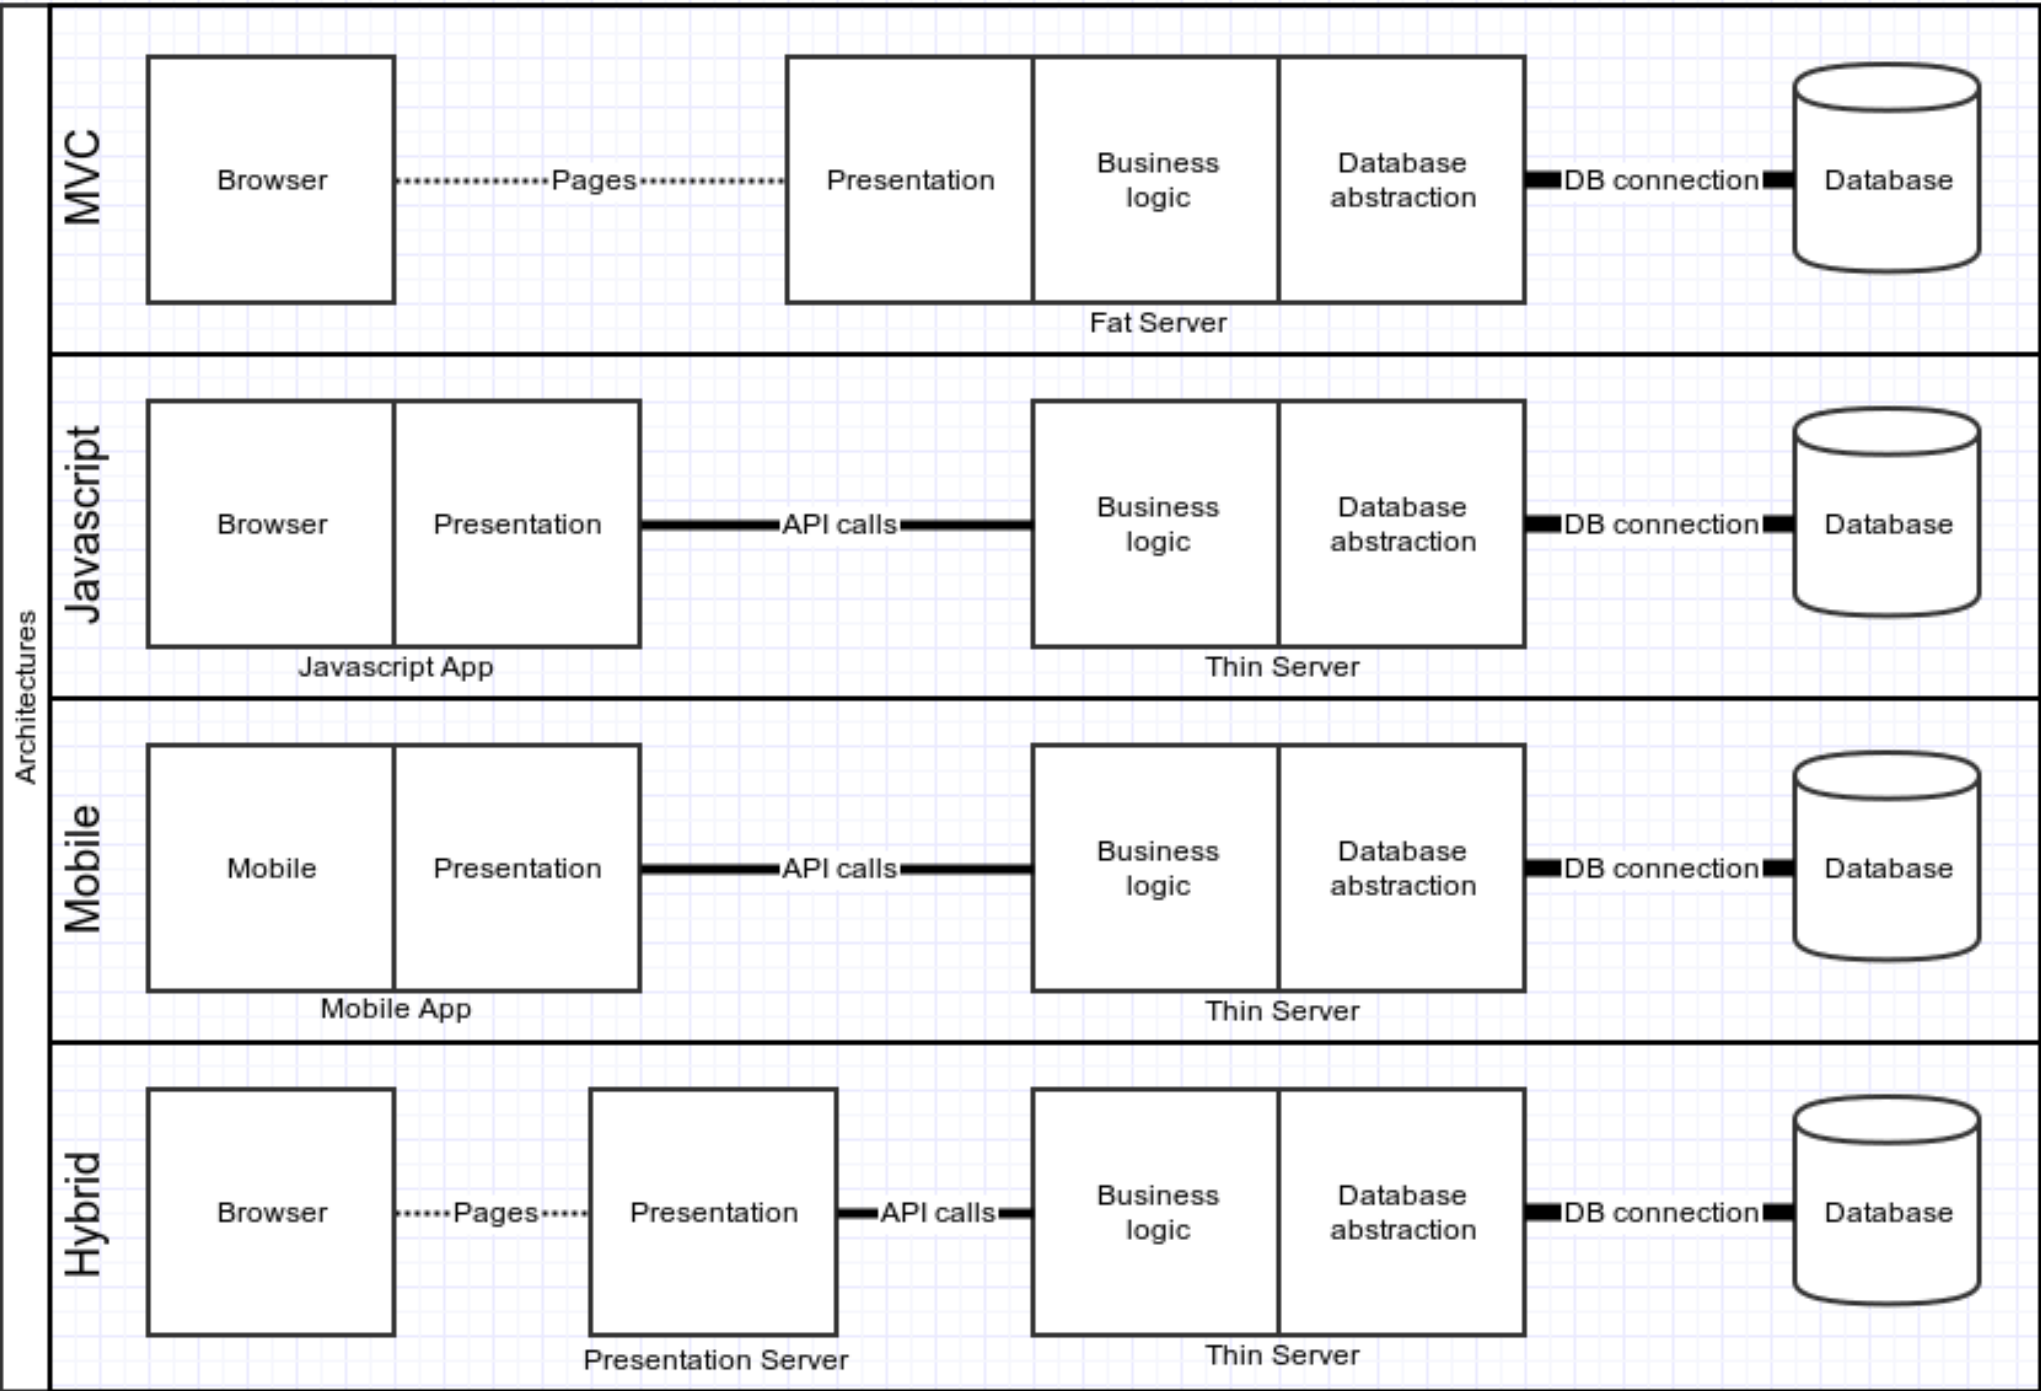 Architectures
MVC
Browser
Pages
Presentation
Business
logic
Database
abstraction
DB connection
Database
Fat Server
Javascript
Browser
Presentation
API calls
Business
logic
Database
abstraction
DB connection
Database
Javascript App
Thin Server
Mobile
Mobile
Presentation
API calls
Business
logic
Database
abstraction
DB connection
Database
Mobile App
Thin Server
Hybrid
Browser
Pages
Presentation
API calls
Business
logic
Database
abstraction
DB connection
Database
Presentation Server
Thin Server